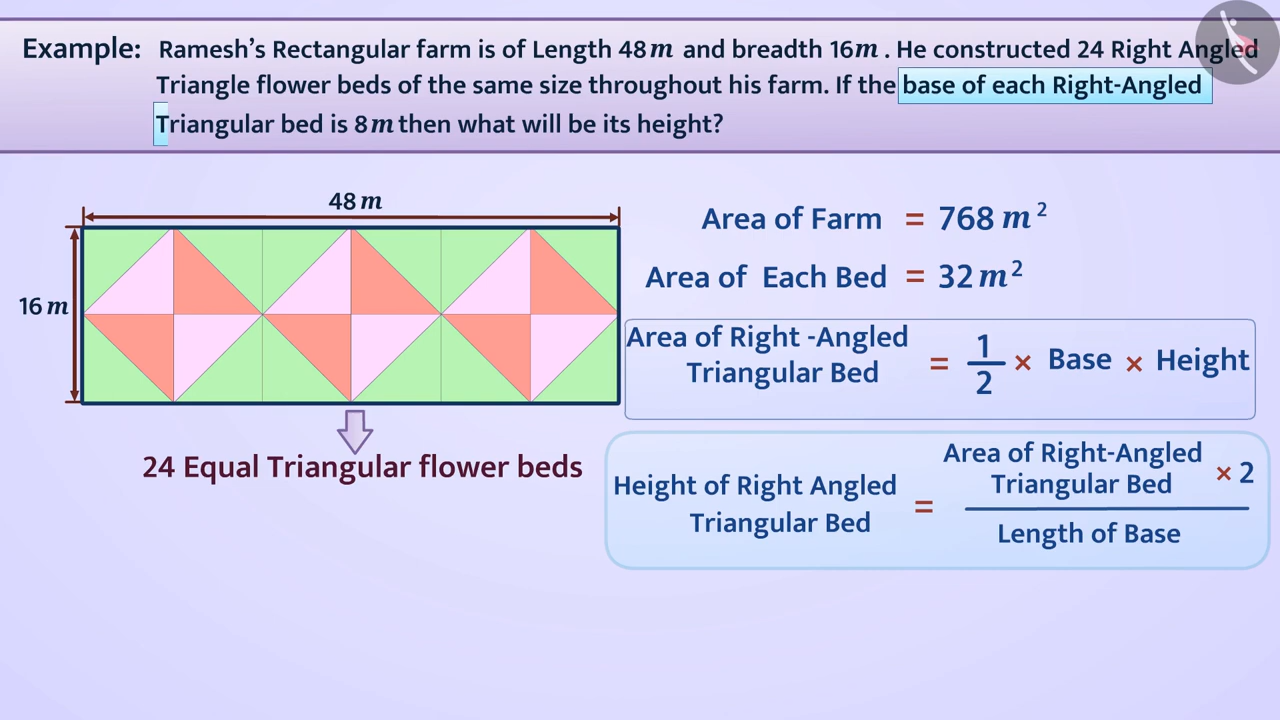 Example: Ramesh's Rectangular farm is of Length 48 m and breadth 16 m . He constructed 24 Right Angled
Triangle flower beds of the same size throughout his farm. If the base of each Right-Angled
Triangular bed is 8 m then what will be its height?
48 m
16 m
24 Equal Triangular flower beds
Area of Farm = 768 m²
Area of Each Bed = 32 m²
Area of Right -Angled
Triangular Bed = 1/2 × Base × Height
Height of Right Angled
Triangular Bed =
Area of Right-Angled
Triangular Bed × 2
Length of Base